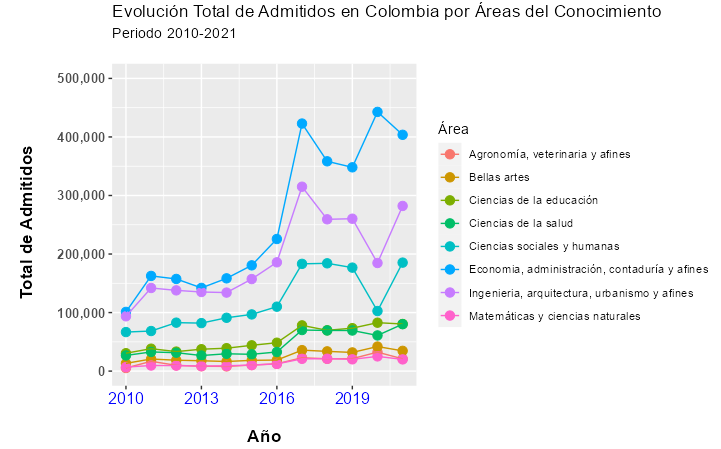 Evolución Total de Admitidos en Colombia por Áreas del Conocimiento
Periodo 2010-2021
Total de Admitidos
500,000
400,000
300,000
200,000
100,000
0
2010
2013
2016
2019
Año
Área
Agronomía, veterinaria y afines
Bellas artes
Ciencias de la educación
Ciencias de la salud
Ciencias sociales y humanas
Economia, administración, contaduría y afines
Ingenieria, arquitectura, urbanismo y afines
Matemáticas y ciencias naturales